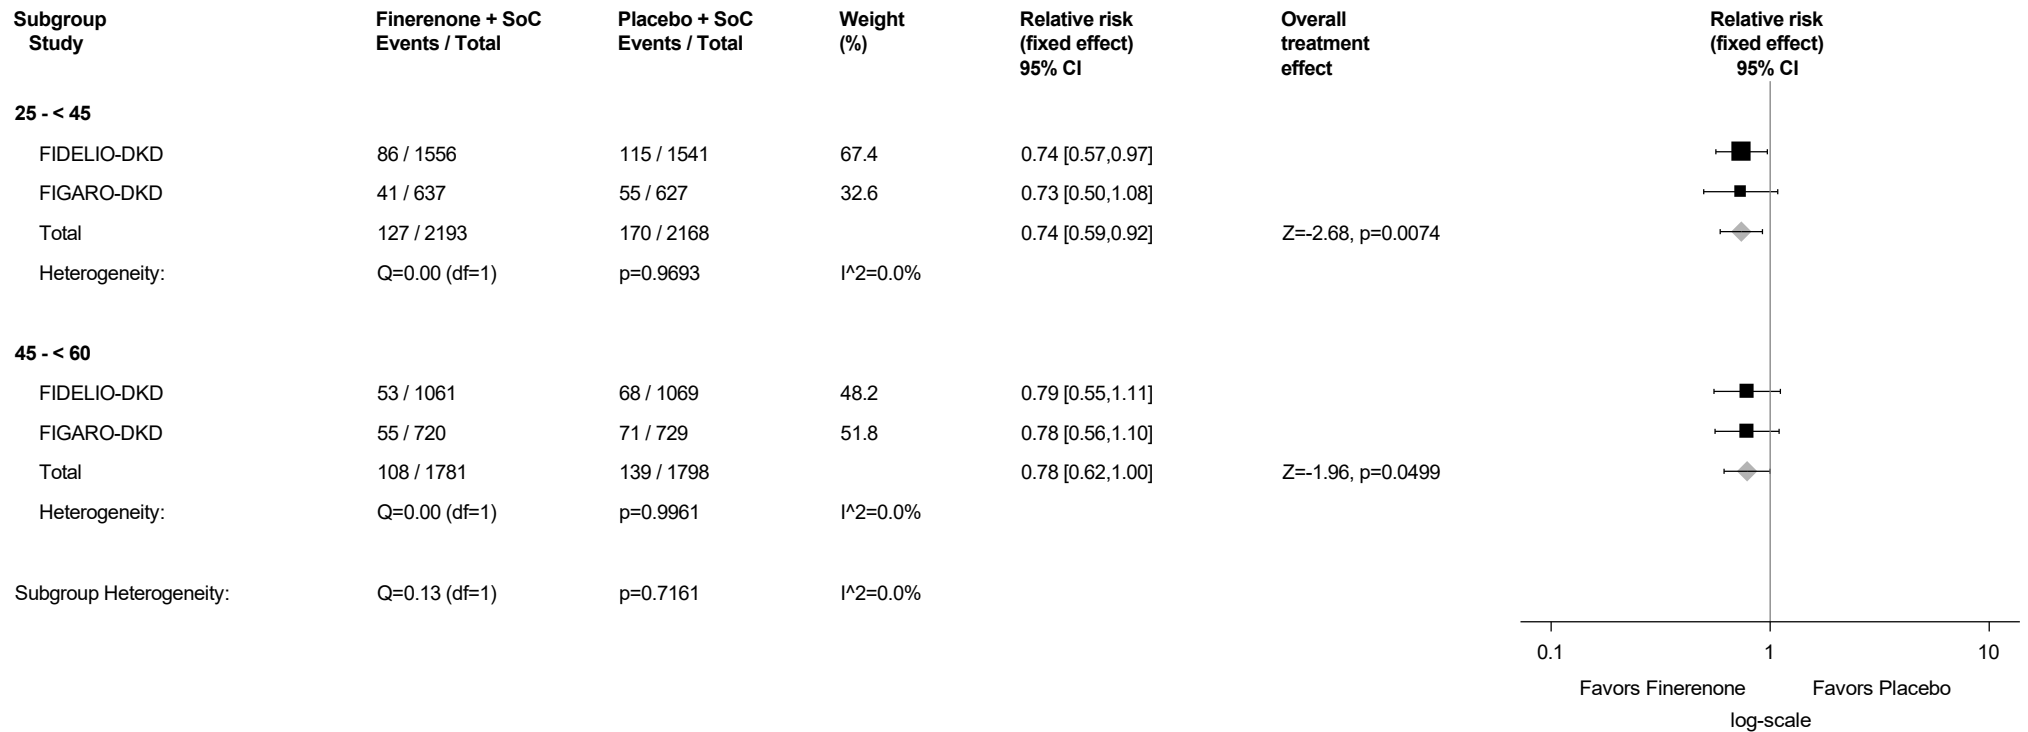 Subgroup Finerenone + SoC Placebo + SoC Weight Relative risk Overall Relative risk
Study Events / Total Events / Total (%) (fixed effect) treatment (fixed effect)
95% CI effect 95% CI
25 - < 45
FIDELIO-DKD 86 / 1556 115 / 1541 67.4 0.74 [0.57,0.97]
FIGARO-DKD 41 / 637 55 / 627 32.6 0.73 [0.50,1.08]
Total 127 / 2193 170 / 2168 0.74 [0.59,0.92] Z=-2.68, p=0.0074
Heterogeneity: Q=0.00 (df=1) p=0.9693 I^2=0.0%
45 - < 60
FIDELIO-DKD 53 / 1061 68 / 1069 48.2 0.79 [0.55,1.11]
FIGARO-DKD 55 / 720 71 / 729 51.8 0.78 [0.56,1.10]
Total 108 / 1781 139 / 1798 0.78 [0.62,1.00] Z=-1.96, p=0.0499
Heterogeneity: Q=0.00 (df=1) p=0.9961 I^2=0.0%
Subgroup Heterogeneity: Q=0.13 (df=1) p=0.7161 I^2=0.0%
0.1 1 10
Favors Finerenone Favors Placebo
log-scale